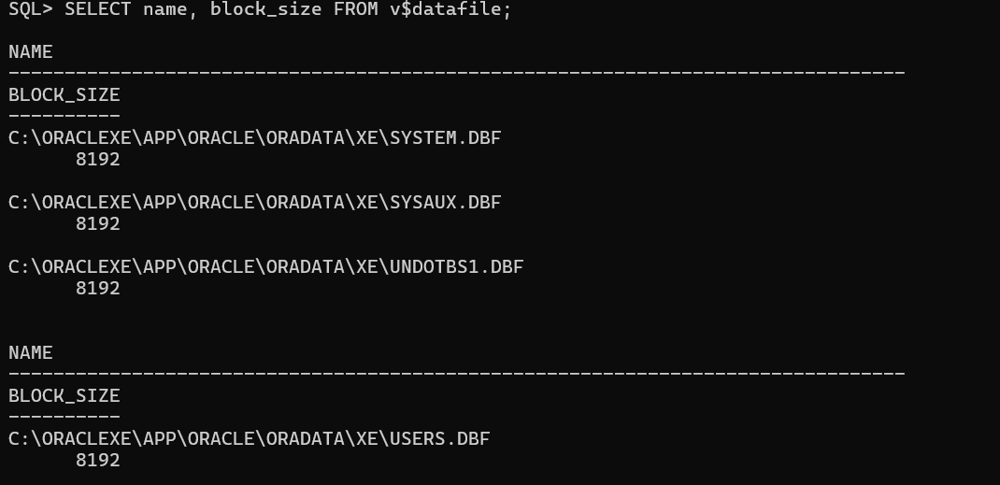 SQL> SELECT name, block_size FROM v$datafile;
NAME
--------------------------------------------------------------------------------
BLOCK_SIZE
----------
C:\ORACLEXE\APP\ORACLE\ORADATA\XE\SYSTEM.DBF
      8192
C:\ORACLEXE\APP\ORACLE\ORADATA\XE\SYSAUX.DBF
      8192
C:\ORACLEXE\APP\ORACLE\ORADATA\XE\UNDOTBS1.DBF
      8192
NAME
--------------------------------------------------------------------------------
BLOCK_SIZE
----------
C:\ORACLEXE\APP\ORACLE\ORADATA\XE\USERS.DBF
      8192